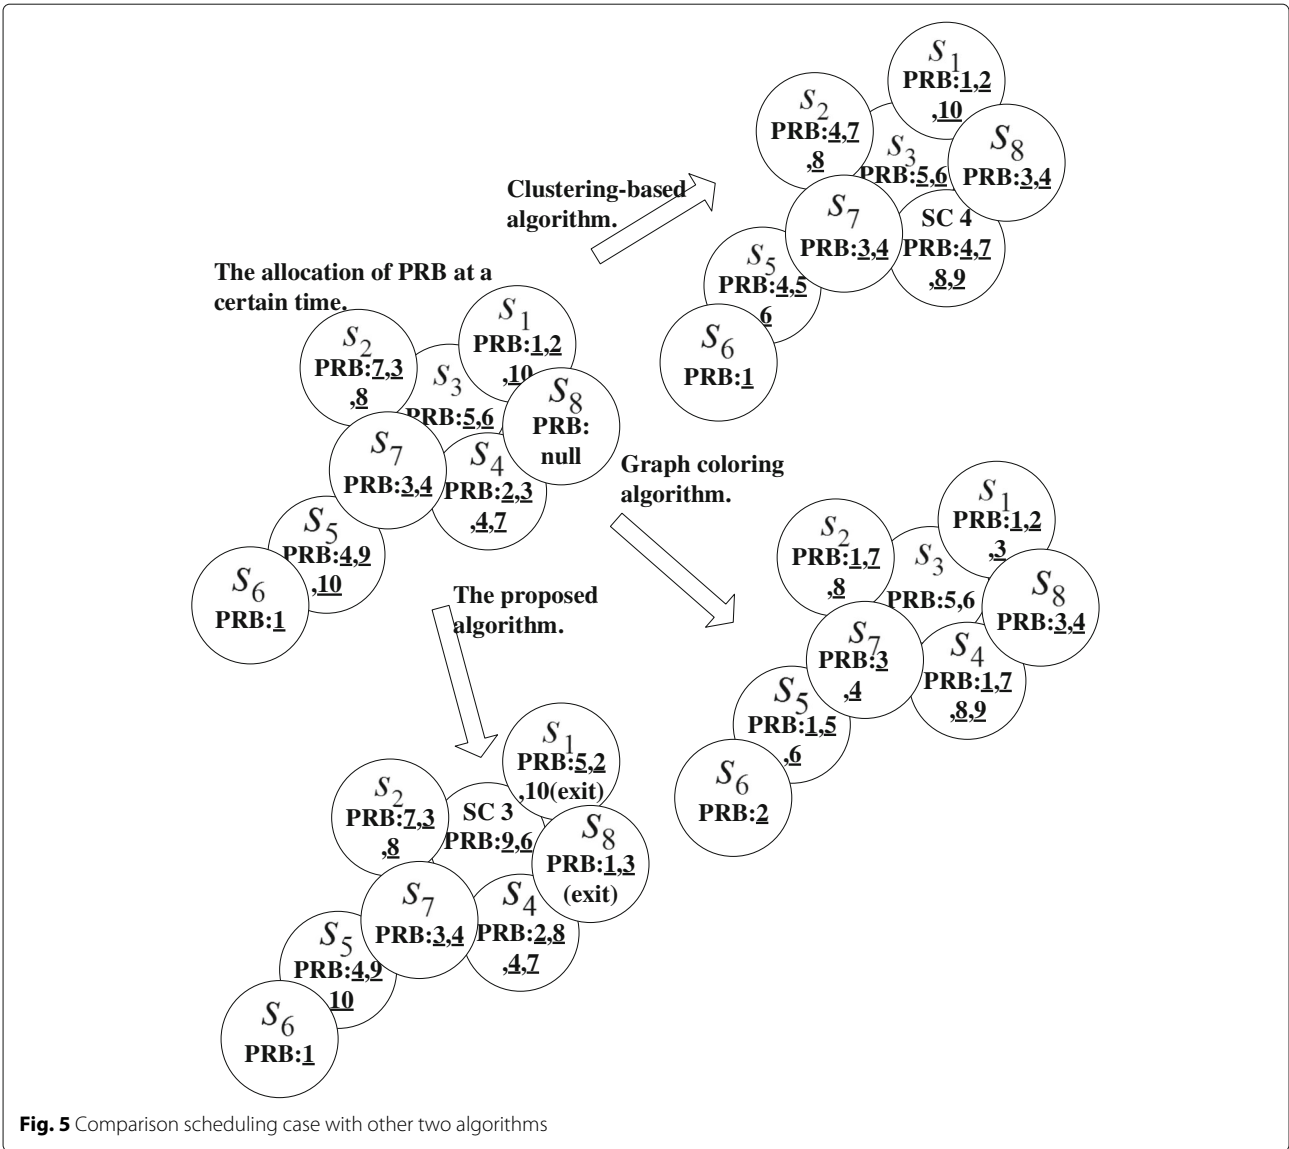 S1
PRB:1,2
,10
S2
PRB:4,7
,8
S3
PRB:5,6
S8
PRB:3,4
S7
PRB:3,4
SC 4
PRB:4,7
,8,9
S5
PRB:4,5
6
S6
PRB:1
Clustering-based
algorithm.
The allocation of PRB at a
certain time.
S1
PRB:1,2
,10
S2
PRB:7,3
,8
S3
PRB:5,6
S8
PRB:
null
S7
PRB:3,4
S4
PRB:2,3
,4,7
S5
PRB:4,9
,10
S6
PRB:1
Graph coloring
algorithm.
S1
PRB:1,2
,3
S2
PRB:1,7
,8
S3
PRB:5,6
S8
PRB:3,4
S7
PRB:3
,4
S4
PRB:1,7
,8,9
S5
PRB:1,5
,6
S6
PRB:2
The proposed
algorithm.
S1
PRB:5,2
,10(exit)
S2
PRB:7,3
,8
SC 3
PRB:9,6
S8
PRB:1,3
(exit)
S7
PRB:3,4
S4
PRB:2,8
,4,7
S5
PRB:4,9
10
S6
PRB:1
Fig. 5 Comparison scheduling case with other two algorithms